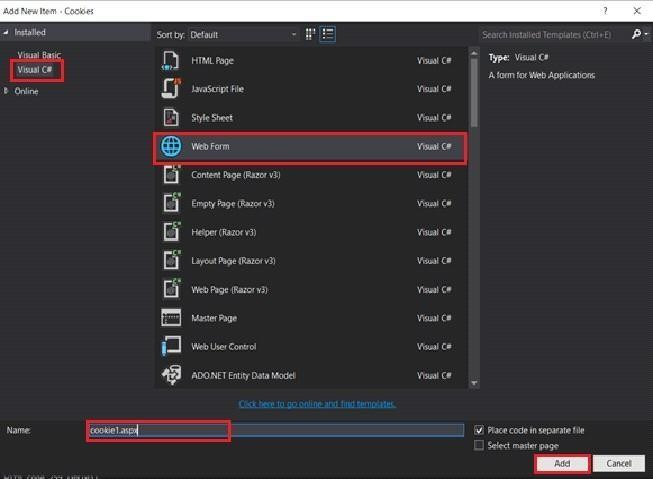 Add New Item - Cookies
Installed
Visual Basic
Visual C#
Online
Sort by: Default
Search Installed Templates (Ctrl+E)
HTML Page Visual C#
JavaScript File Visual C#
Style Sheet Visual C#
Web Form Visual C#
Content Page (Razor v3) Visual C#
Empty Page (Razor v3) Visual C#
Helper (Razor v3) Visual C#
Layout Page (Razor v3) Visual C#
Web Page (Razor v3) Visual C#
Master Page Visual C#
Web User Control Visual C#
ADO.NET Entity Data Model Visual C#
Type: Visual C#
A form for Web Applications
Click here to go online and find templates.
Name: cookie1.aspx
Place code in separate file
Select master page
Add Cancel